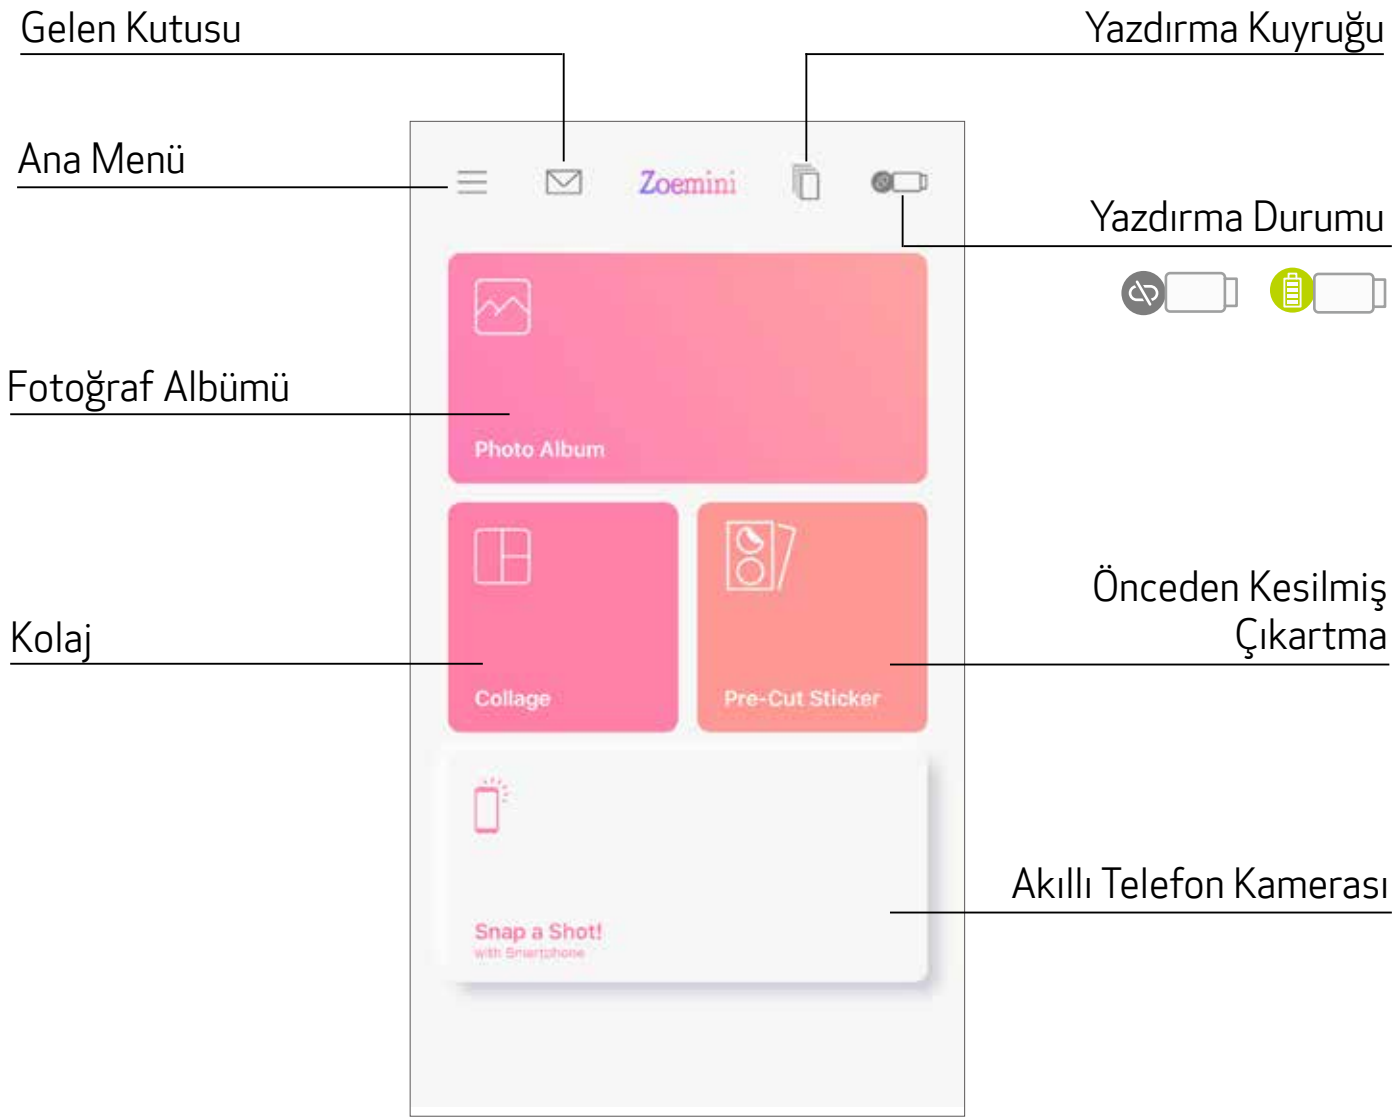 Gelen Kutusu
Yazdırma Kuyruğu
Ana Menü
Zoemini
Yazdırma Durumu
Fotoğraf Albümü
Photo Album
Önceden Kesilmiş
Çıkartma
Kolaj
Collage
Pre-Cut Sticker
Akıllı Telefon Kamerası
Snap a Shot!
with Smartphone